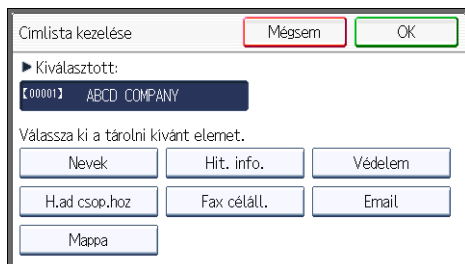 Cimlista kezelése Mégsem OK
▶ Kiválasztott:
【00001】 ABCD COMPANY
Válassza ki a tárolni kívánt elemet.
Nevek Hit. info. Védelem
H.ad csop.hoz Fax céláll. Email
Mappa